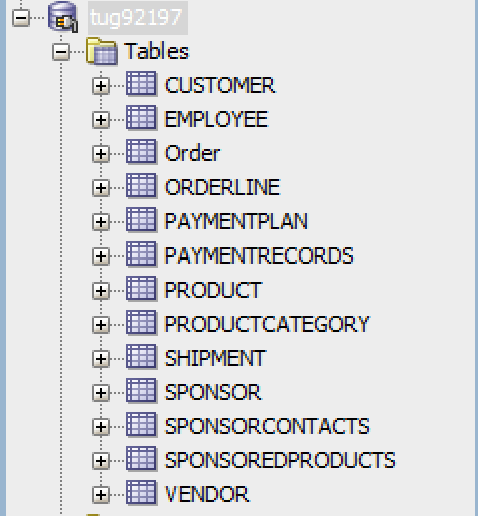 tug92197
Tables
CUSTOMER
EMPLOYEE
Order
ORDERLINE
PAYMENTPLAN
PAYMENTRECORDS
PRODUCT
PRODUCTCATEGORY
SHIPMENT
SPONSOR
SPONSORCONTACTS
SPONSOREDPRODUCTS
VENDOR